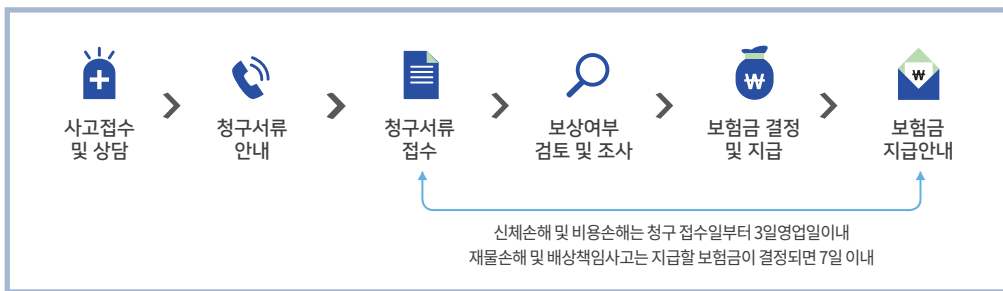 사고접수
및 상담
청구서류
안내
청구서류
접수
보상여부
검토 및 조사
보험금 결정
및 지급
보험금
지급안내
신체손해 및 비용손해는 청구 접수일부터 3일영업일이내
재물손해 및 배상책임사고는 지급할 보험금이 결정되면 7일 이내